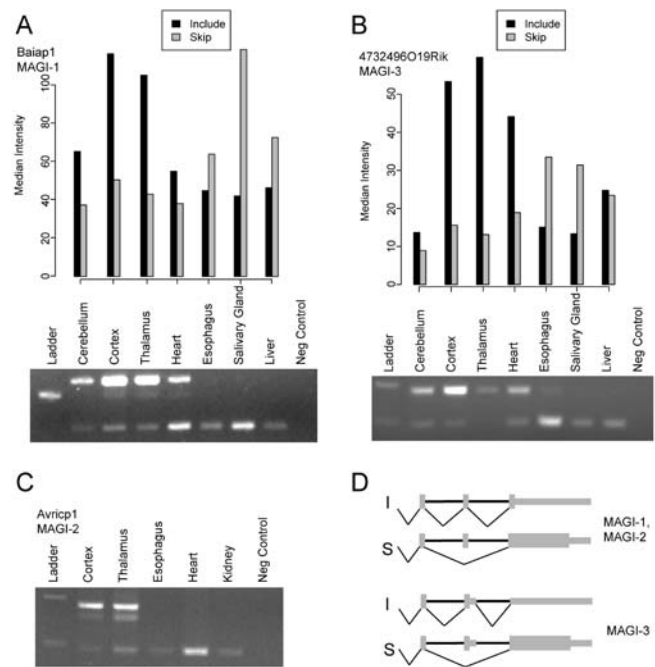 A
Include
Skip
Baiap1
MAGI-1
Median Intensity
0
20
40
60
80
100
Ladder
Cerebellum
Cortex
Thalamus
Heart
Esophagus
Salivary Gland
Liver
Neg Control
B
Include
Skip
4732496O19Rik
MAGI-3
Median Intensity
0
10
20
30
40
50
Ladder
Cerebellum
Cortex
Thalamus
Heart
Esophagus
Salivary Gland
Liver
Neg Control
C
Avricp1
MAGI-2
Ladder
Cortex
Thalamus
Esophagus
Heart
Kidney
Neg Control
D
I
S
MAGI-1,
MAGI-2
I
S
MAGI-3